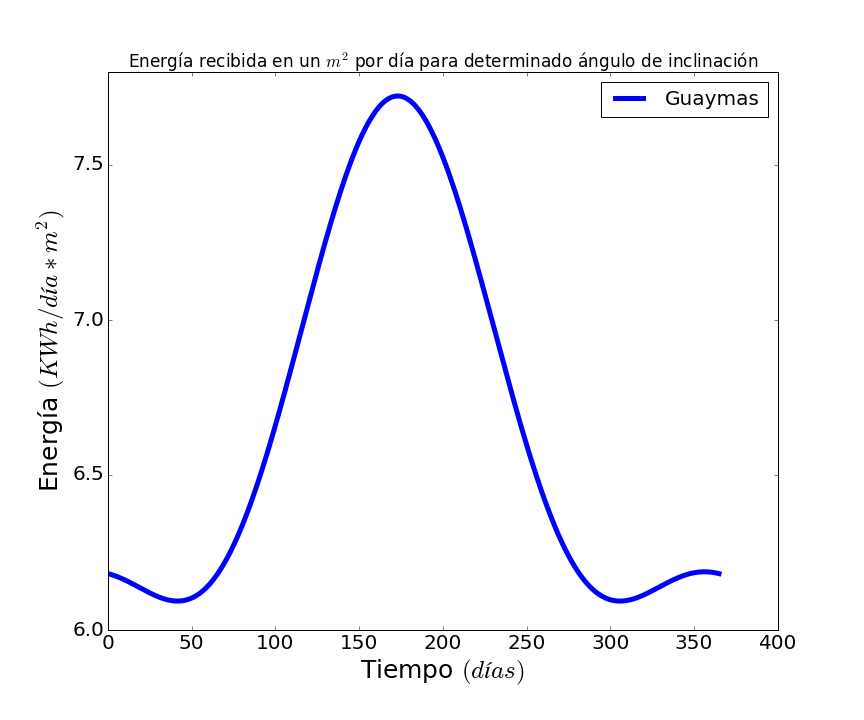 Energía recibida en un $m^2$ por día para determinado ángulo de inclinación
Guaymas
Energía $(KWh/día*m^2)$
7.5
7.0
6.5
6.0
0 50 100 150 200 250 300 350 400
Tiempo $(días)$